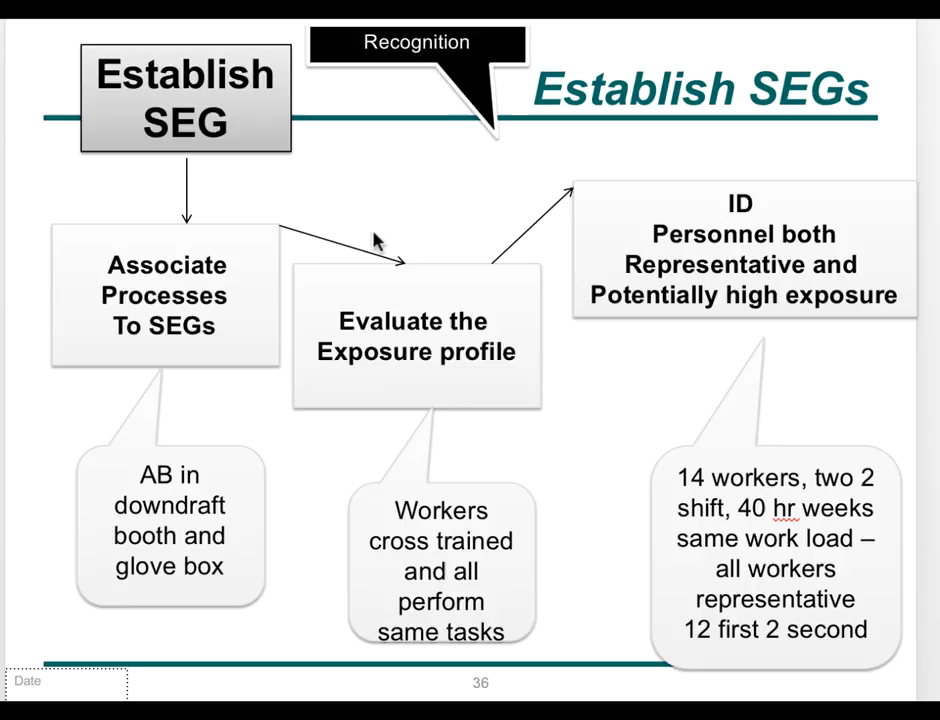 Recognition
Establish
SEG
Establish SEGs
Associate
Processes
To SEGs
Evaluate the
Exposure profile
ID
Personnel both
Representative and
Potentially high exposure
AB in
downdraft
booth and
glove box
Workers
cross trained
and all
perform
same tasks
14 workers, two 2
shift, 40 hr weeks
same work load –
all workers
representative
12 first 2 second
Date
36